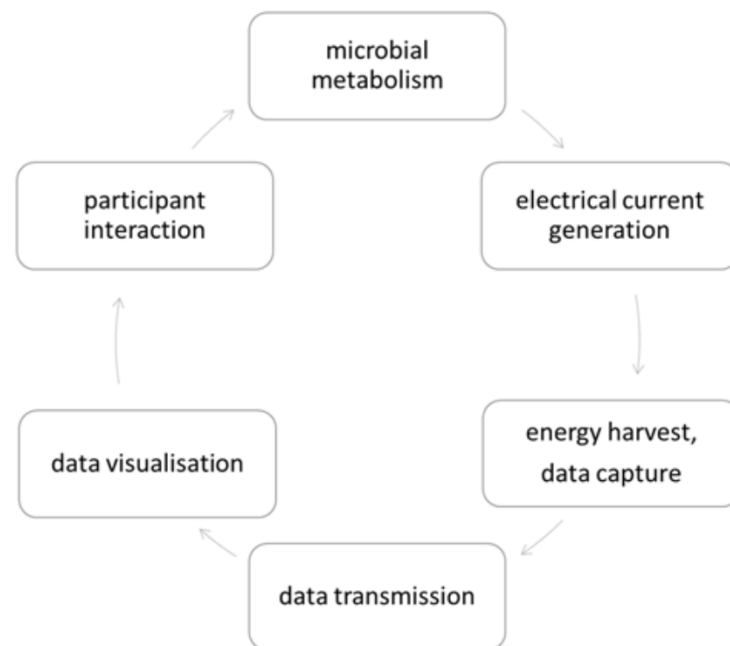 microbial
metabolism
electrical current
generation
energy harvest,
data capture
data transmission
data visualisation
participant
interaction